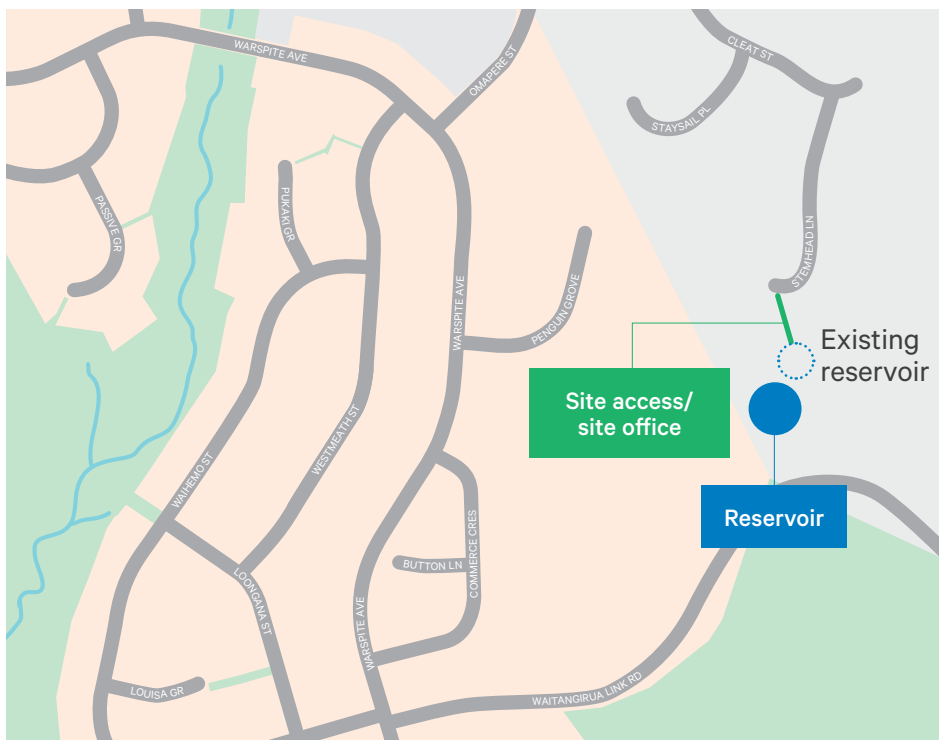 WARSPITE AVE
OMAPERE ST
CLEAT ST
STAYSAIL PL
PUKAKI GR
PASSIVE GR
STEMHEAD LN
WARSPITE AVE
PENGUIN GROVE
Existing
reservoir
Site access/
site office
WESTMEATH ST
WAIHEMO ST
Reservoir
BUTTON LN
COMMERCE CRES
LOONGANA ST
WARSPITE AVE
LOUISA GR
WAITANGIRUA LINK RD